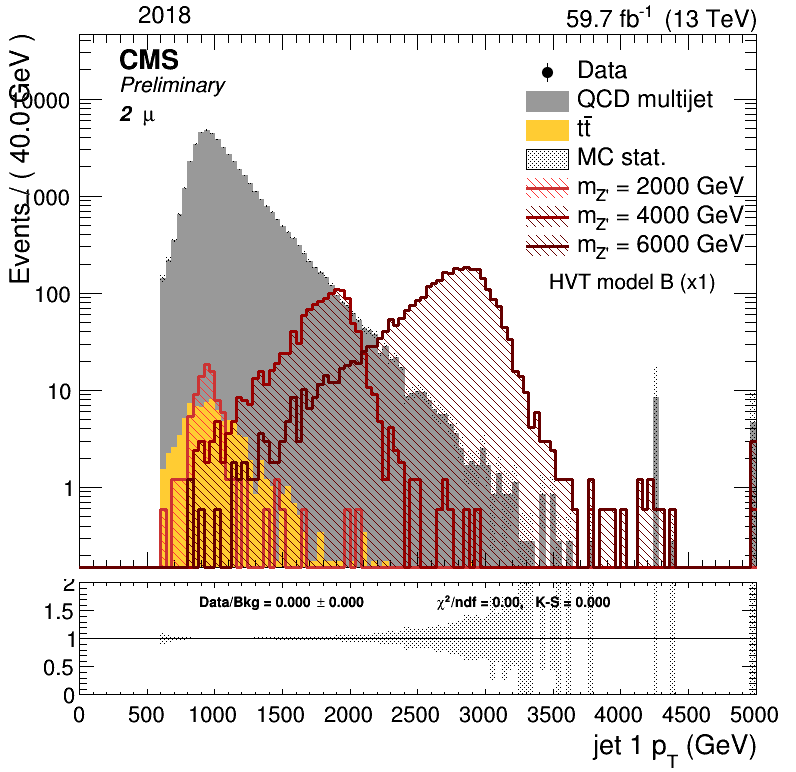 2018
59.7 fb⁻¹ (13 TeV)
CMS
Preliminary
2 μ
Data
QCD multijet
tt̄
MC stat.
m_Z' = 2000 GeV
m_Z' = 4000 GeV
m_Z' = 6000 GeV
HVT model B (x1)
Events / ( 40.0 GeV )
10000
1000
100
10
1
Data/Bkg = 0.000 ± 0.000
χ²/ndf = 0.00, K-S = 0.000
2
1.5
1
0.5
0
0 500 1000 1500 2000 2500 3000 3500 4000 4500 5000
jet 1 p_T (GeV)